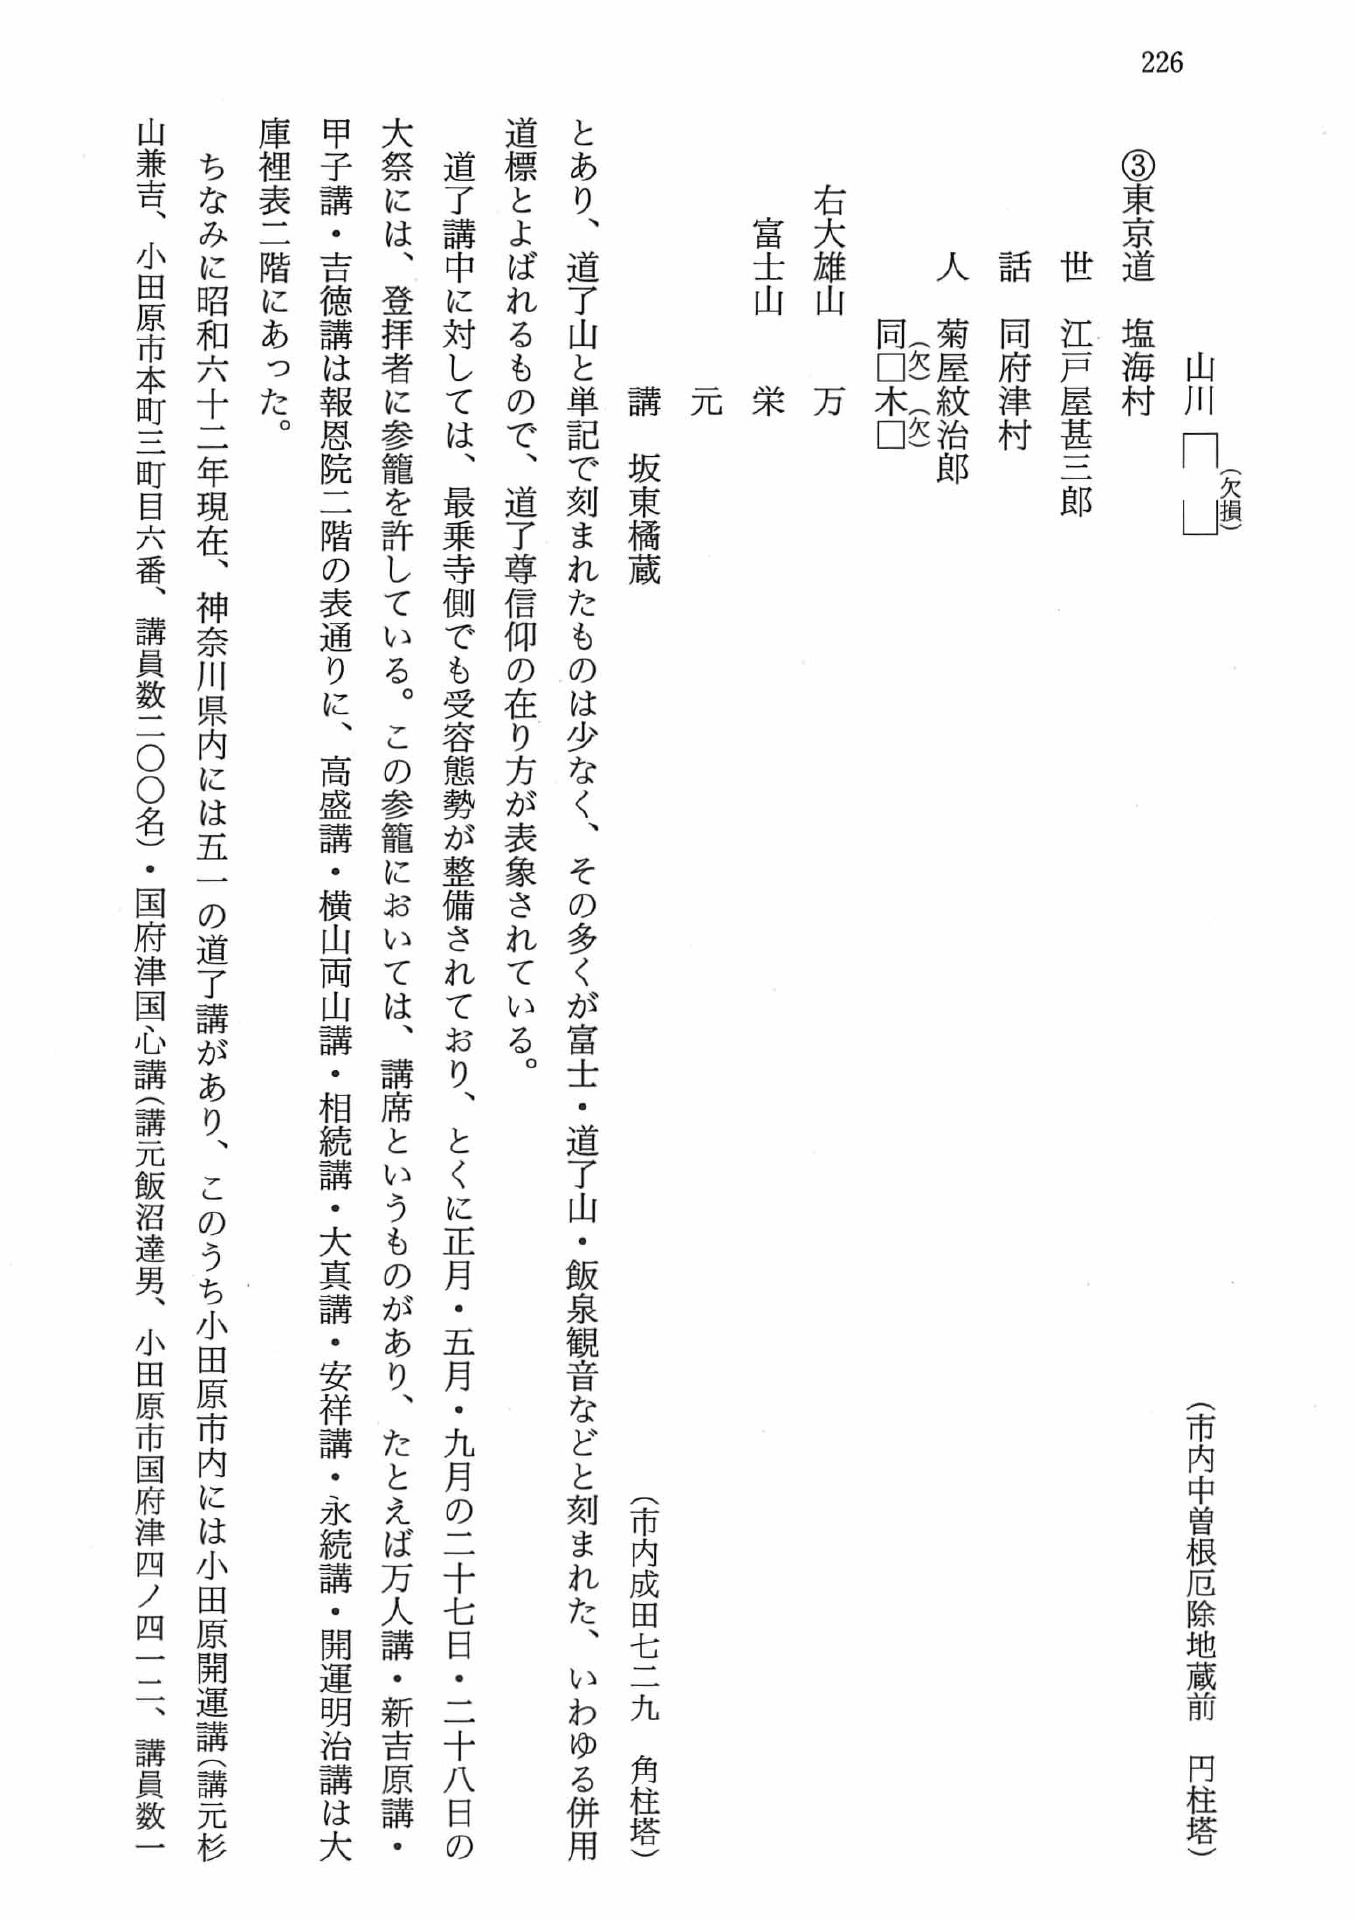 226
山川□□(欠損)　(市内中曽根厄除地蔵前　円柱塔)
③東京道　塩海村
世　江戸屋甚三郎
話　同府津村
人　菊屋紋治郎
同□(欠)木□(欠)
右大雄山　万
富士山　栄
元
講　坂東橘蔵　(市内成田七二九　角柱塔)
とあり、道了山と単記で刻まれたものは少なく、その多くが富士・道了山・飯泉観音などと刻まれた、いわゆる併用
道標とよばれるもので、道了尊信仰の在り方が表象されている。
道了講中に対しては、最乗寺側でも受容態勢が整備されており、とくに正月・五月・九月の二十七日・二十八日の
大祭には、登拝者に参籠を許している。この参籠においては、講席というものがあり、たとえば万人講・新吉原講・
甲子講・吉徳講は報恩院二階の表通りに、高盛講・横山両山講・相続講・大真講・安祥講・永続講・開運明治講は大
庫裡表二階にあった。
ちなみに昭和六十二年現在、神奈川県内には五一の道了講があり、このうち小田原市内には小田原開運講(講元杉
山兼吉、小田原市本町三町目六番、講員数二〇〇名)・国府津国心講(講元飯沼達男、小田原市国府津四ノ四一二、講員数一